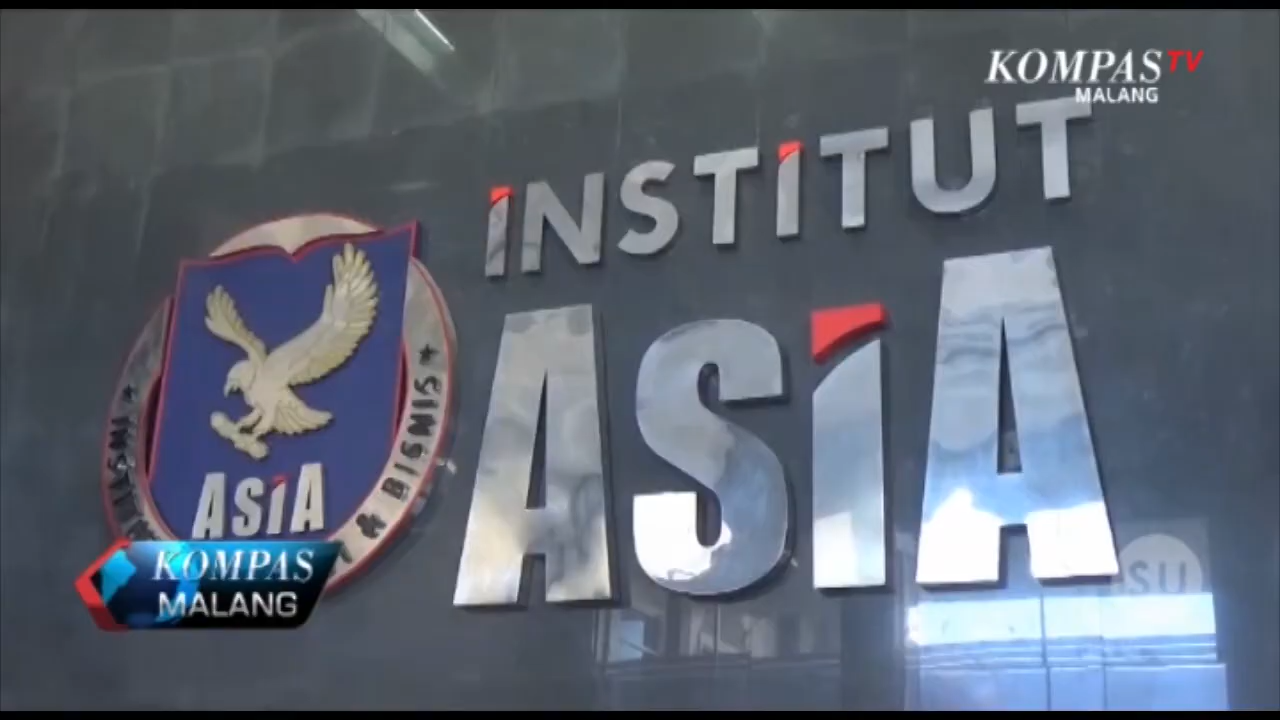 KOMPAS TV
MALANG
INSTITUT
ASIA
ASIA
& BISNIS
KOMPAS
MALANG
SU